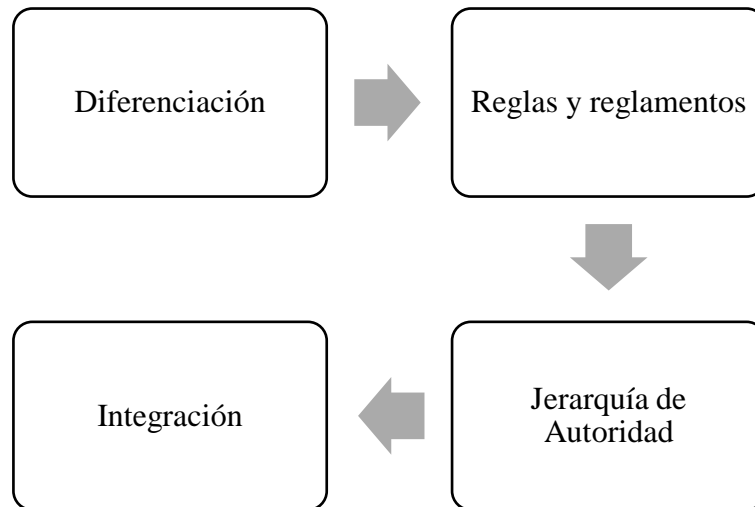 Diferenciación
Reglas y reglamentos
Jerarquía de
Autoridad
Integración